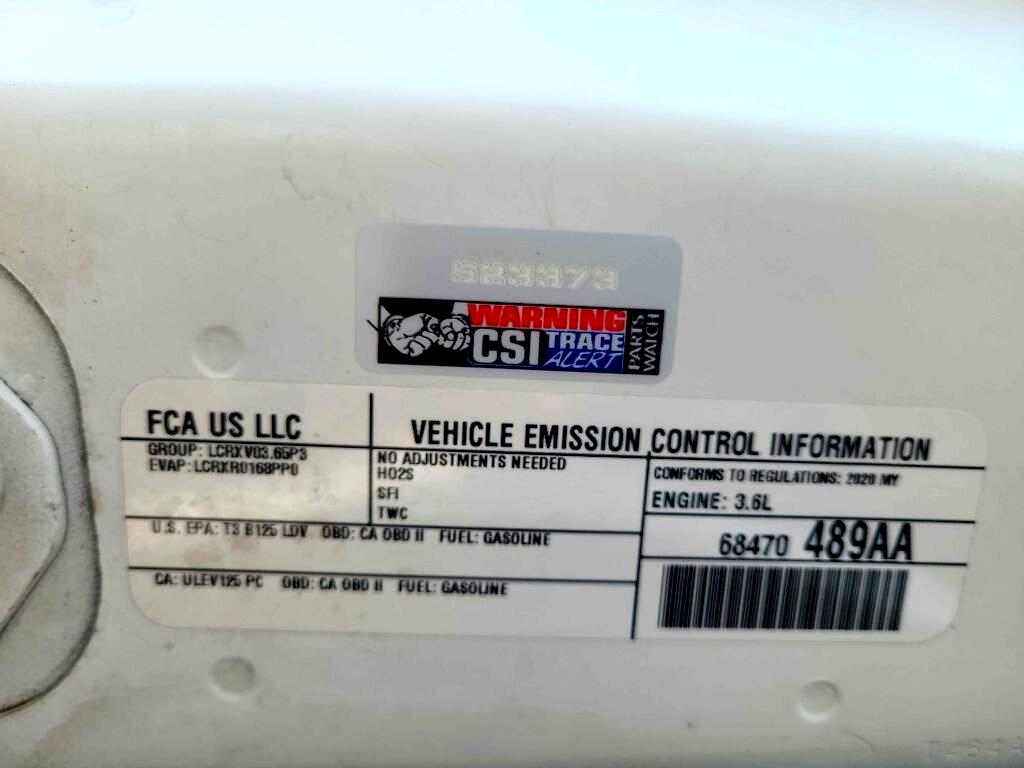 WARNING
CSI TRACE
ALERT
PARTS
WATCH
FCA US LLC
VEHICLE EMISSION CONTROL INFORMATION
GROUP: LCRXV03.65P3
EVAP: LCRXR0168PP0
NO ADJUSTMENTS NEEDED
HO2S
SFI
TWC
CONFORMS TO REGULATIONS: 2020 MY
ENGINE: 3.6L
U.S. EPA: T3 B125 LDV OBD: CA OBD II FUEL: GASOLINE
68470 489AA
CA: ULEV125 PC OBD: CA OBD II FUEL: GASOLINE